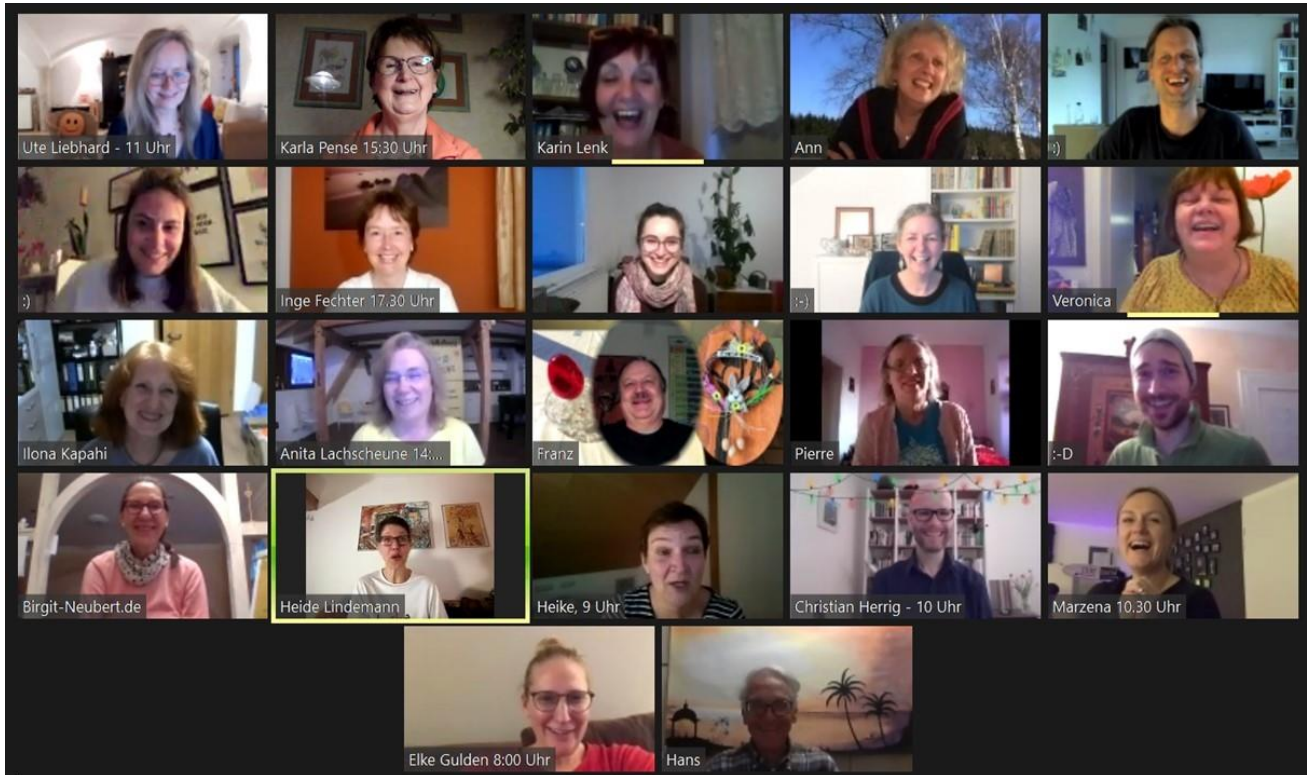 Ute Liebhard - 11 Uhr
Karla Pense 15:30 Uhr
Karin Lenk
Ann
:)
:)
Inge Fechter 17.30 Uhr
:-)
Veronica
Ilona Kapahi
Anita Lachscheune 14:...
Franz
Pierre
:-D
Birgit-Neubert.de
Heide Lindemann
Heike, 9 Uhr
Christian Herrig - 10 Uhr
Marzena 10.30 Uhr
Elke Gulden 8:00 Uhr
Hans